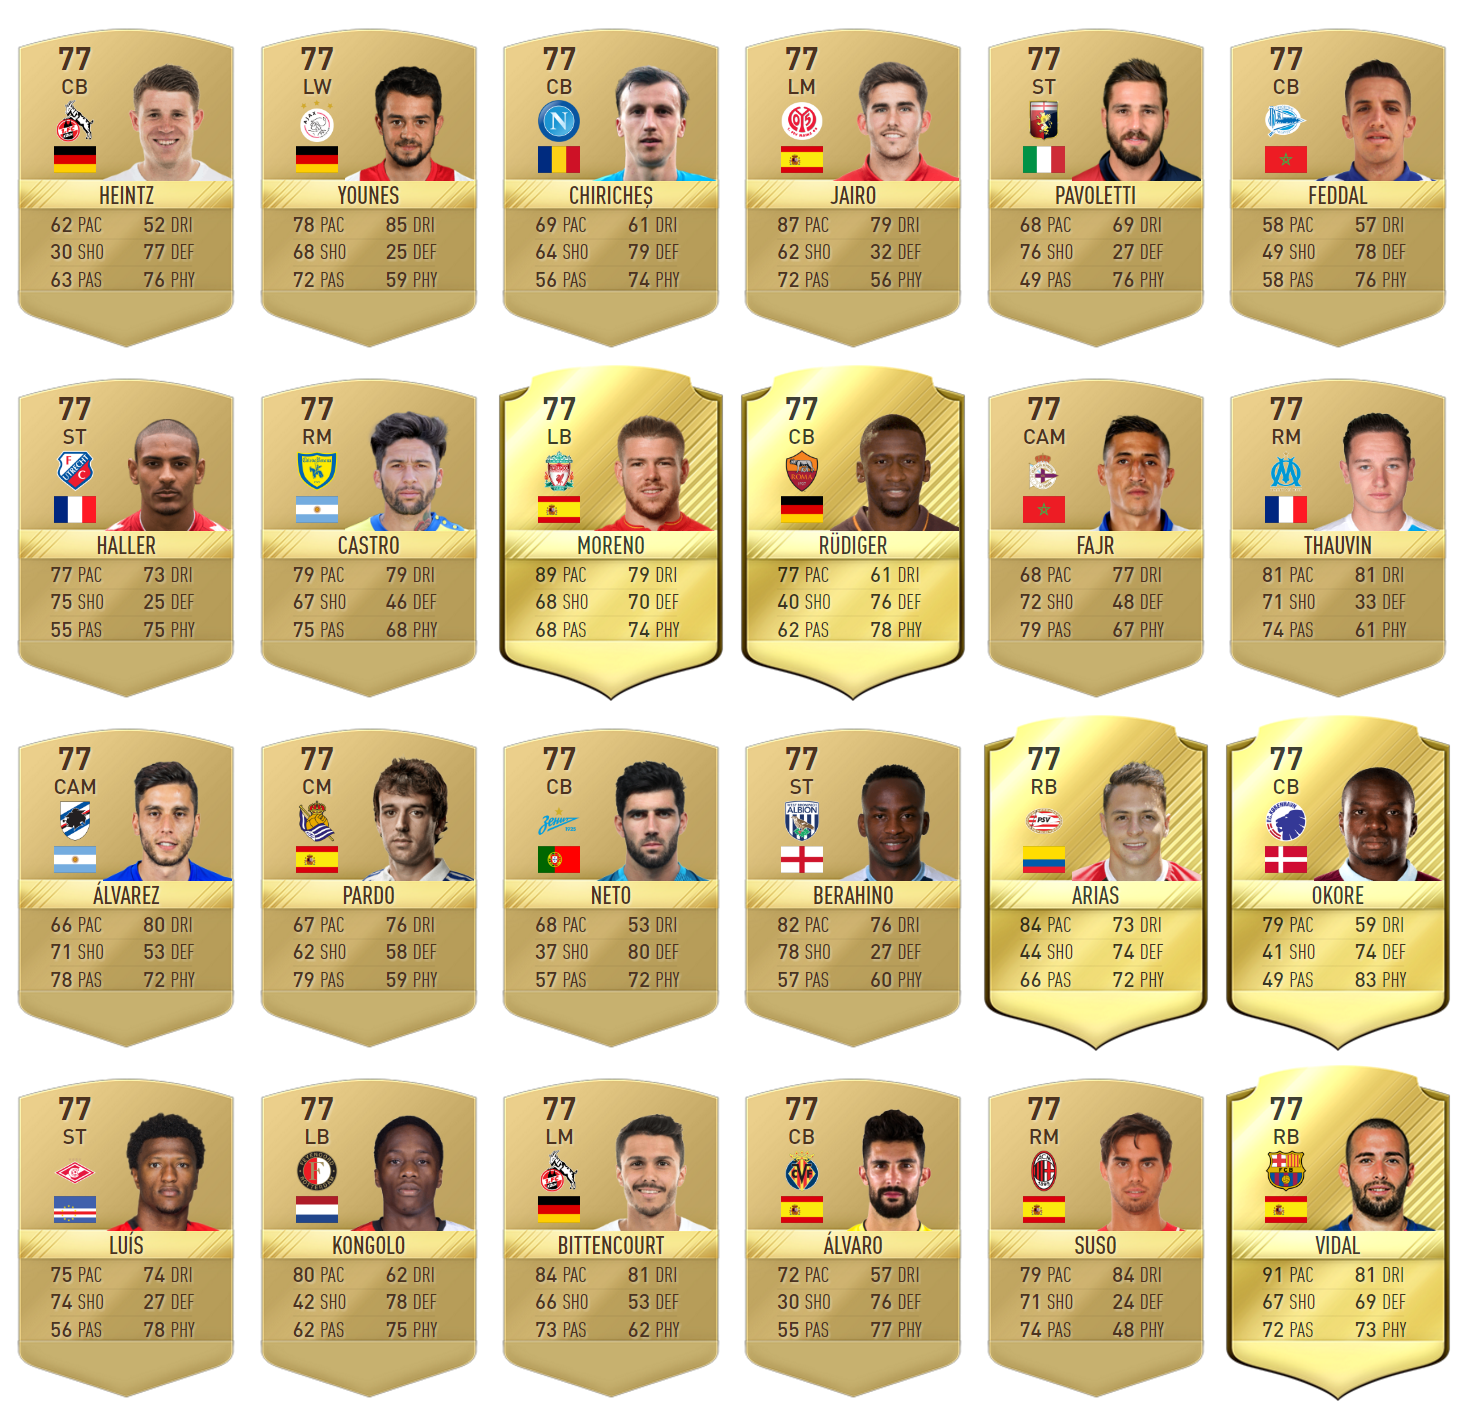 77
CB
HEINTZ
62 PAC 52 DRI
30 SHO 77 DEF
63 PAS 76 PHY
77
LW
AJAX
YOUNES
78 PAC 85 DRI
68 SHO 25 DEF
72 PAS 59 PHY
77
CB
N
CHIRICHEȘ
69 PAC 61 DRI
64 SHO 79 DEF
56 PAS 74 PHY
77
LM
JAIRO
87 PAC 79 DRI
62 SHO 32 DEF
72 PAS 56 PHY
77
ST
PAVOLETTI
68 PAC 69 DRI
76 SHO 27 DEF
49 PAS 76 PHY
77
CB
FEDDAL
58 PAC 57 DRI
49 SHO 78 DEF
58 PAS 76 PHY
77
ST
F C
UTRECHT
HALLER
77 PAC 73 DRI
75 SHO 25 DEF
55 PAS 75 PHY
77
RM
CASTRO
79 PAC 79 DRI
67 SHO 46 DEF
75 PAS 68 PHY
77
LB
MORENO
89 PAC 79 DRI
68 SHO 70 DEF
68 PAS 74 PHY
77
CB
ROMA
RÜDIGER
77 PAC 61 DRI
40 SHO 76 DEF
62 PAS 78 PHY
77
CAM
FAJR
68 PAC 77 DRI
72 SHO 48 DEF
79 PAS 67 PHY
77
RM
THAUVIN
81 PAC 81 DRI
71 SHO 33 DEF
74 PAS 61 PHY
77
CAM
ÁLVAREZ
66 PAC 80 DRI
71 SHO 53 DEF
78 PAS 72 PHY
77
CM
PARDO
67 PAC 76 DRI
62 SHO 58 DEF
79 PAS 59 PHY
77
CB
NETO
68 PAC 53 DRI
37 SHO 80 DEF
57 PAS 72 PHY
77
ST
ALBION
BERAHINO
82 PAC 76 DRI
78 SHO 27 DEF
57 PAS 60 PHY
77
RB
PSV
ARIAS
84 PAC 73 DRI
44 SHO 74 DEF
66 PAS 72 PHY
77
CB
OKORE
79 PAC 59 DRI
41 SHO 74 DEF
49 PAS 83 PHY
77
ST
LUÍS
75 PAC 74 DRI
74 SHO 27 DEF
56 PAS 78 PHY
77
LB
KONGOLO
80 PAC 62 DRI
42 SHO 78 DEF
62 PAS 75 PHY
77
LM
BITTENCOURT
84 PAC 81 DRI
66 SHO 53 DEF
73 PAS 62 PHY
77
CB
ÁLVARO
72 PAC 57 DRI
30 SHO 76 DEF
55 PAS 77 PHY
77
RM
SUSO
79 PAC 84 DRI
71 SHO 24 DEF
74 PAS 48 PHY
77
RB
VIDAL
91 PAC 81 DRI
67 SHO 69 DEF
72 PAS 73 PHY